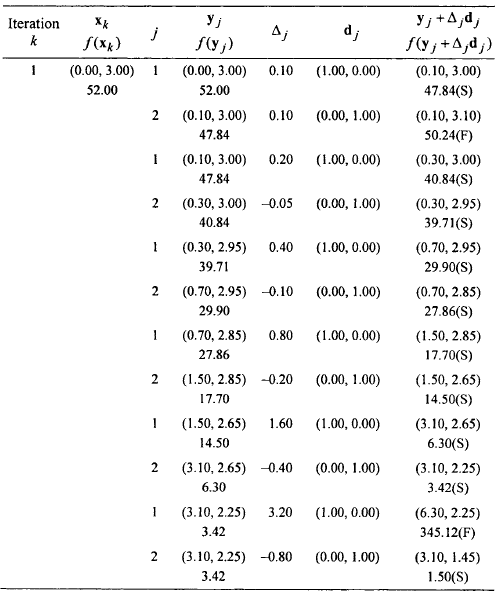 Iteration k x_k f(x_k) j y_j f(y_j) Δ_j d_j y_j + Δ_j d_j f(y_j + Δ_j d_j)
1 (0.00, 3.00) 1 (0.00, 3.00) 0.10 (1.00, 0.00) (0.10, 3.00)
52.00 52.00 47.84(S)
2 (0.10, 3.00) 0.10 (0.00, 1.00) (0.10, 3.10)
47.84 50.24(F)
1 (0.10, 3.00) 0.20 (1.00, 0.00) (0.30, 3.00)
47.84 40.84(S)
2 (0.30, 3.00) –0.05 (0.00, 1.00) (0.30, 2.95)
40.84 39.71(S)
1 (0.30, 2.95) 0.40 (1.00, 0.00) (0.70, 2.95)
39.71 29.90(S)
2 (0.70, 2.95) –0.10 (0.00, 1.00) (0.70, 2.85)
29.90 27.86(S)
1 (0.70, 2.85) 0.80 (1.00, 0.00) (1.50, 2.85)
27.86 17.70(S)
2 (1.50, 2.85) –0.20 (0.00, 1.00) (1.50, 2.65)
17.70 14.50(S)
1 (1.50, 2.65) 1.60 (1.00, 0.00) (3.10, 2.65)
14.50 6.30(S)
2 (3.10, 2.65) –0.40 (0.00, 1.00) (3.10, 2.25)
6.30 3.42(S)
1 (3.10, 2.25) 3.20 (1.00, 0.00) (6.30, 2.25)
3.42 345.12(F)
2 (3.10, 2.25) –0.80 (0.00, 1.00) (3.10, 1.45)
3.42 1.50(S)